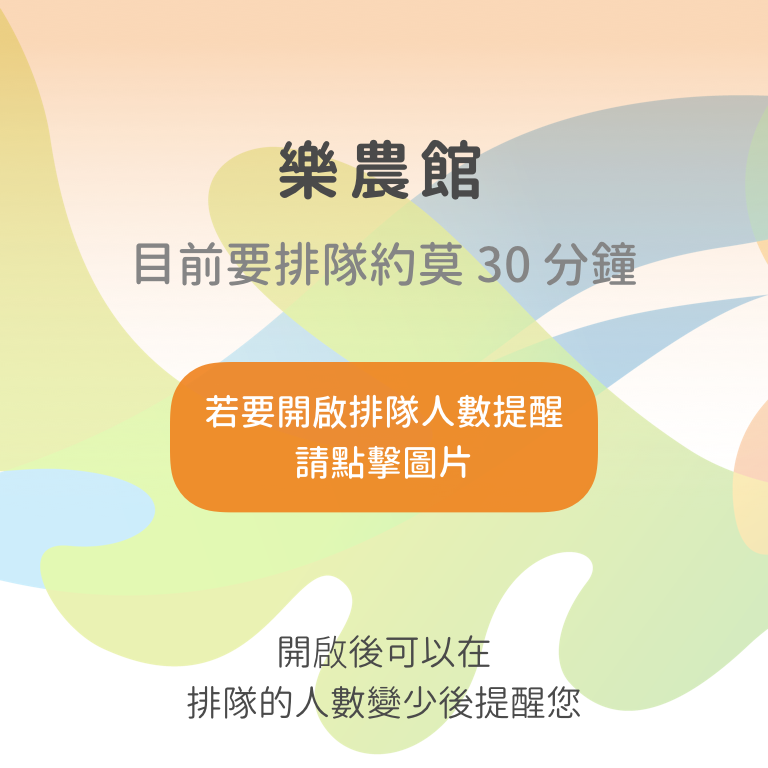 樂農館
目前要排隊約莫 30 分鐘
若要開啟排隊人數提醒
請點擊圖片
開啟後可以在
排隊的人數變少後提醒您